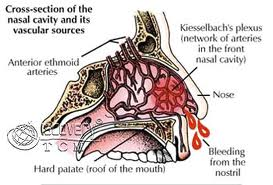 Cross-section of the
nasal cavity and its
vascular sources
Kiesselbach's plexus
(network of arteries
in the front
nasal cavity)
Anterior ethmoid
arteries
Nose
Bleeding
from the
nostril
Hard patate (roof of the mouth)